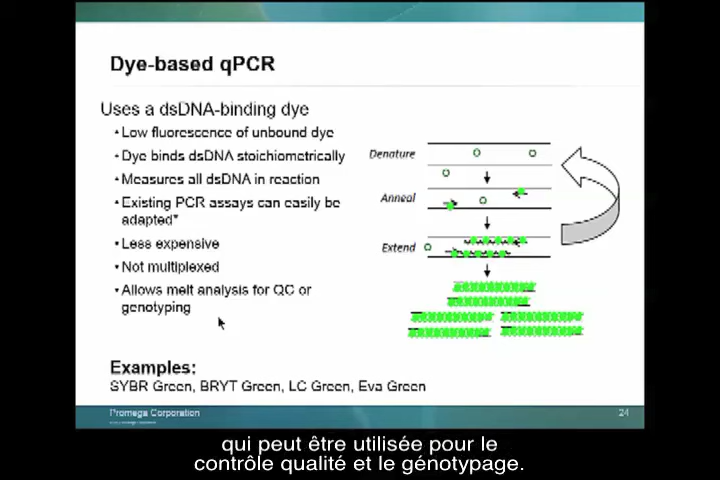 Dye-based qPCR
Uses a dsDNA-binding dye
• Low fluorescence of unbound dye
• Dye binds dsDNA stoichiometrically
• Measures all dsDNA in reaction
• Existing PCR assays can easily be
adapted*
• Less expensive
• Not multiplexed
• Allows melt analysis for QC or
genotyping
Denature
Anneal
Extend
Examples:
SYBR Green, BRYT Green, LC Green, Eva Green
Promega Corporation
24
qui peut être utilisée pour le
contrôle qualité et le génotypage.